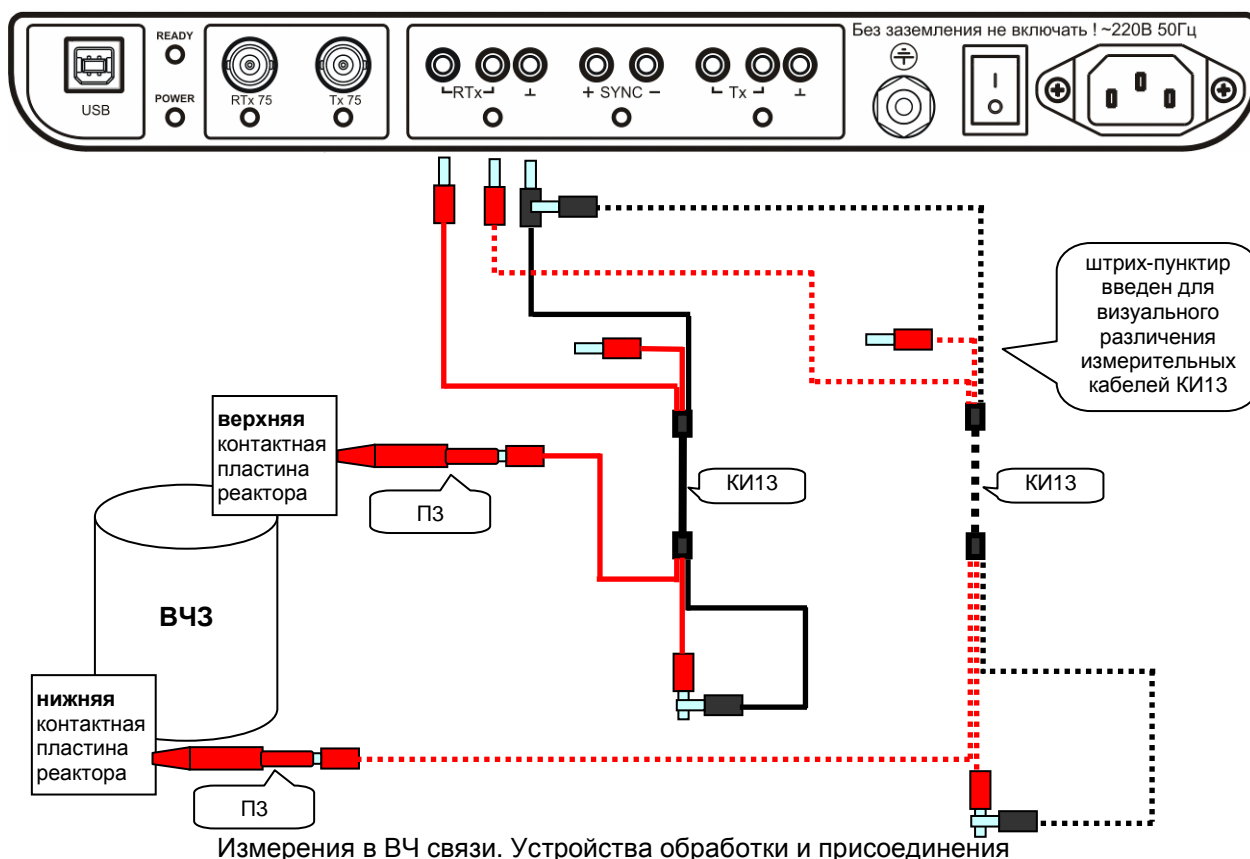 Без заземления не включать ! ~220В 50Гц
READY
POWER
USB
RTx 75
Tx 75
RTx
⊥
+ SYNC −
Tx
⊥
I
O
штрих-пунктир
введен для
визуального
различения
измерительных
кабелей КИ13
верхняя
контактная
пластина
реактора
П3
КИ13
КИ13
ВЧЗ
нижняя
контактная
пластина
реактора
П3
Измерения в ВЧ связи. Устройства обработки и присоединения